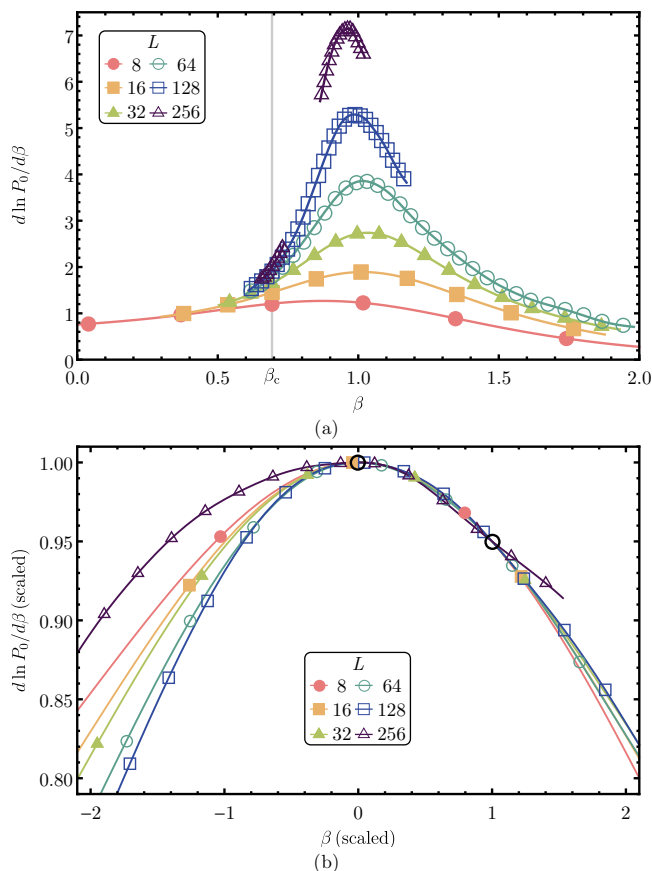 7
6
5
4
3
2
1
0
d ln P₀/dβ
L
8 64
16 128
32 256
0.0 0.5 β_c 1.0 1.5 2.0
β
(a)
1.00
0.95
0.90
0.85
0.80
d ln P₀/dβ (scaled)
L
8 64
16 128
32 256
−2 −1 0 1 2
β (scaled)
(b)